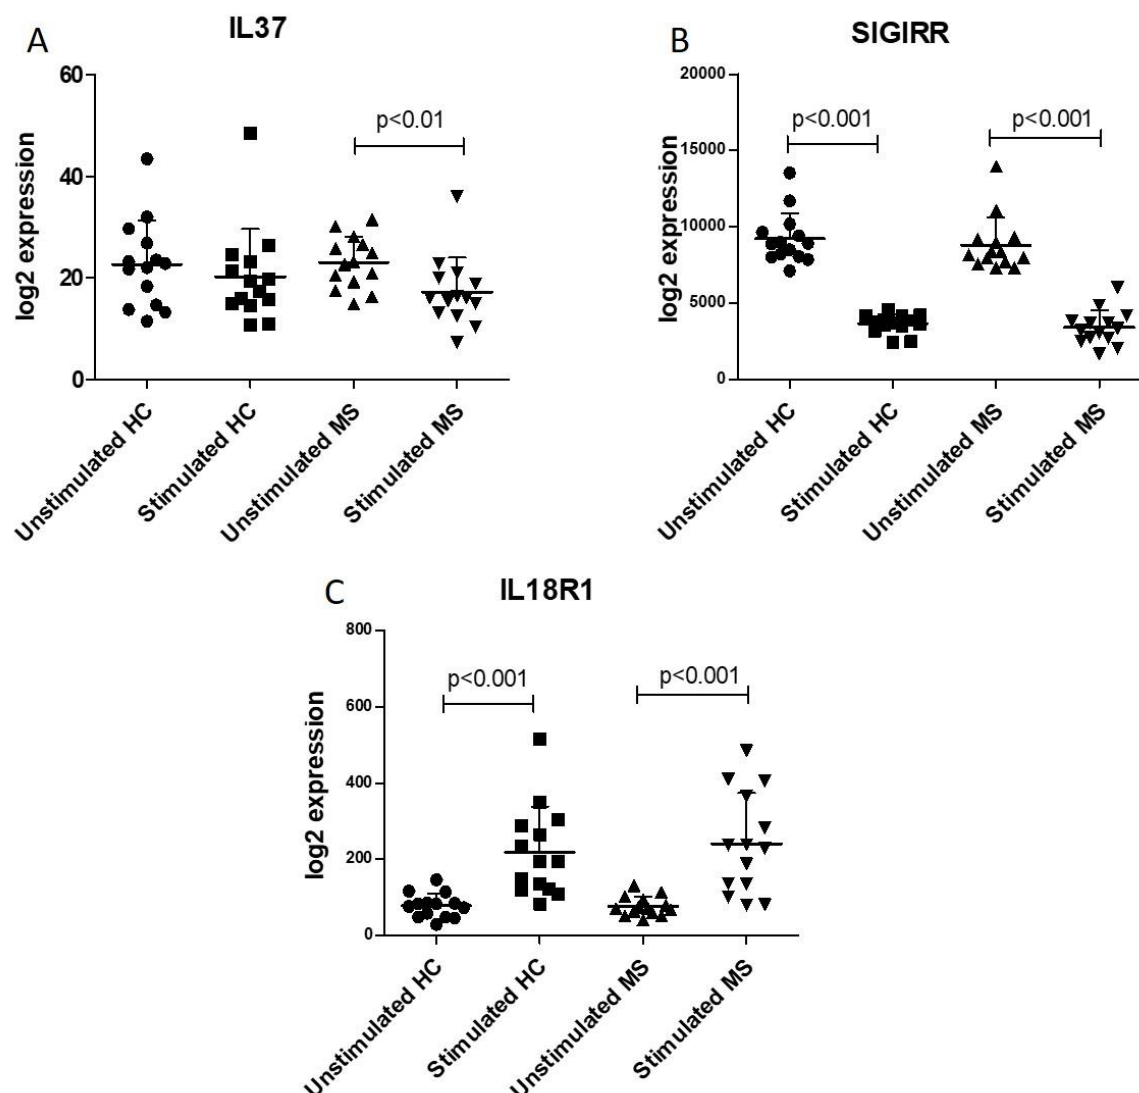 A
IL37
log2 expression
60
40
20
0
p<0.01
Unstimulated HC
Stimulated HC
Unstimulated MS
Stimulated MS
B
SIGIRR
log2 expression
20000
15000
10000
5000
0
p<0.001
p<0.001
Unstimulated HC
Stimulated HC
Unstimulated MS
Stimulated MS
C
IL18R1
log2 expression
800
600
400
200
0
p<0.001
p<0.001
Unstimulated HC
Stimulated HC
Unstimulated MS
Stimulated MS